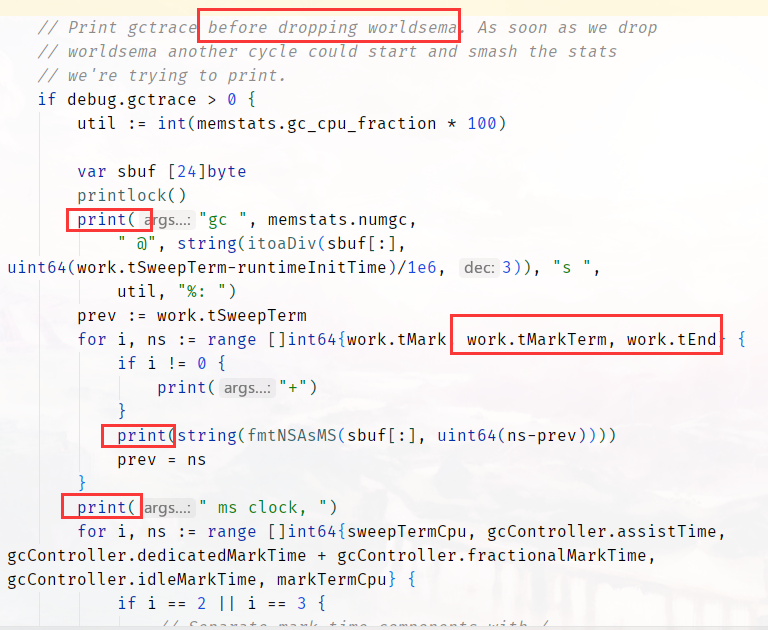 // Print gctrace before dropping worldsema. As soon as we drop
// worldsema another cycle could start and smash the stats
// we're trying to print.
if debug.gctrace > 0 {
util := int(memstats.gc_cpu_fraction * 100)
var sbuf [24]byte
printlock()
print( args...: "gc ", memstats.numgc,
" @", string(itoaDiv(sbuf[:],
uint64(work.tSweepTerm-runtimeInitTime)/1e6, dec: 3)), "s ",
util, "%: ")
prev := work.tSweepTerm
for i, ns := range []int64{work.tMark, work.tMarkTerm, work.tEnd} {
if i != 0 {
print( args...: "+")
}
print(string(fmtNSAsMS(sbuf[:], uint64(ns-prev))))
prev = ns
}
print( args...: " ms clock, ")
for i, ns := range []int64{sweepTermCpu, gcController.assistTime,
gcController.dedicatedMarkTime + gcController.fractionalMarkTime,
gcController.idleMarkTime, markTermCpu} {
if i == 2 || i == 3 {
// Separate mark time components with /